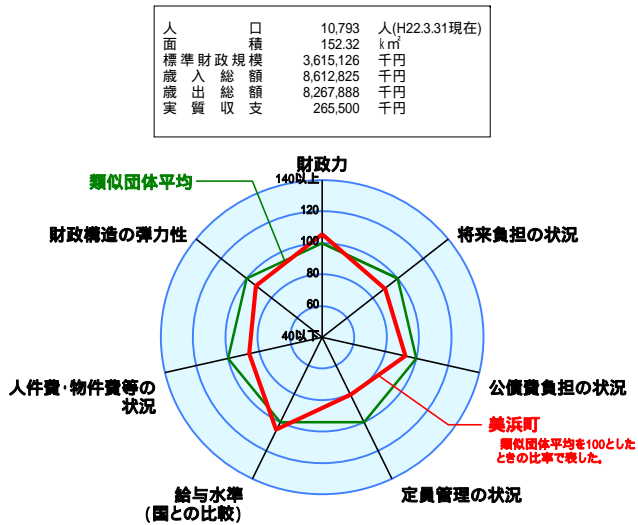 人口 10,793 人(H22.3.31現在)
面積 152.32 k㎡
標準財政規模 3,615,126 千円
歳入総額 8,612,825 千円
歳出総額 8,267,888 千円
実質収支 265,500 千円
財政力
140以上
類似団体平均
120
財政構造の弾力性
将来負担の状況
100
80
60
40以下
人件費・物件費等の
状況
公債費負担の状況
美浜町
類似団体平均を100とした
ときの比率で表した。
給与水準
(国との比較)
定員管理の状況